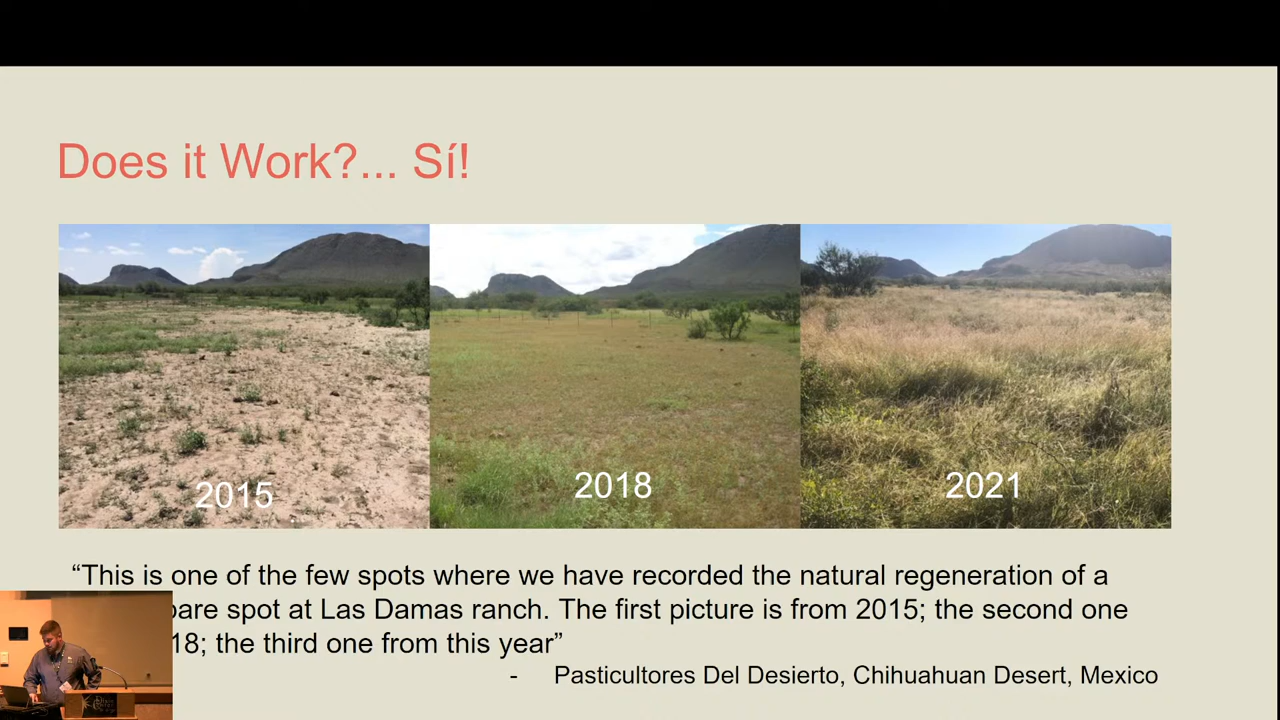 Does it Work?... Sí!
2015
2018
2021
“This is one of the few spots where we have recorded the natural regeneration of a
bare spot at Las Damas ranch. The first picture is from 2015; the second one
18; the third one from this year”
- Pasticultores Del Desierto, Chihuahuan Desert, Mexico